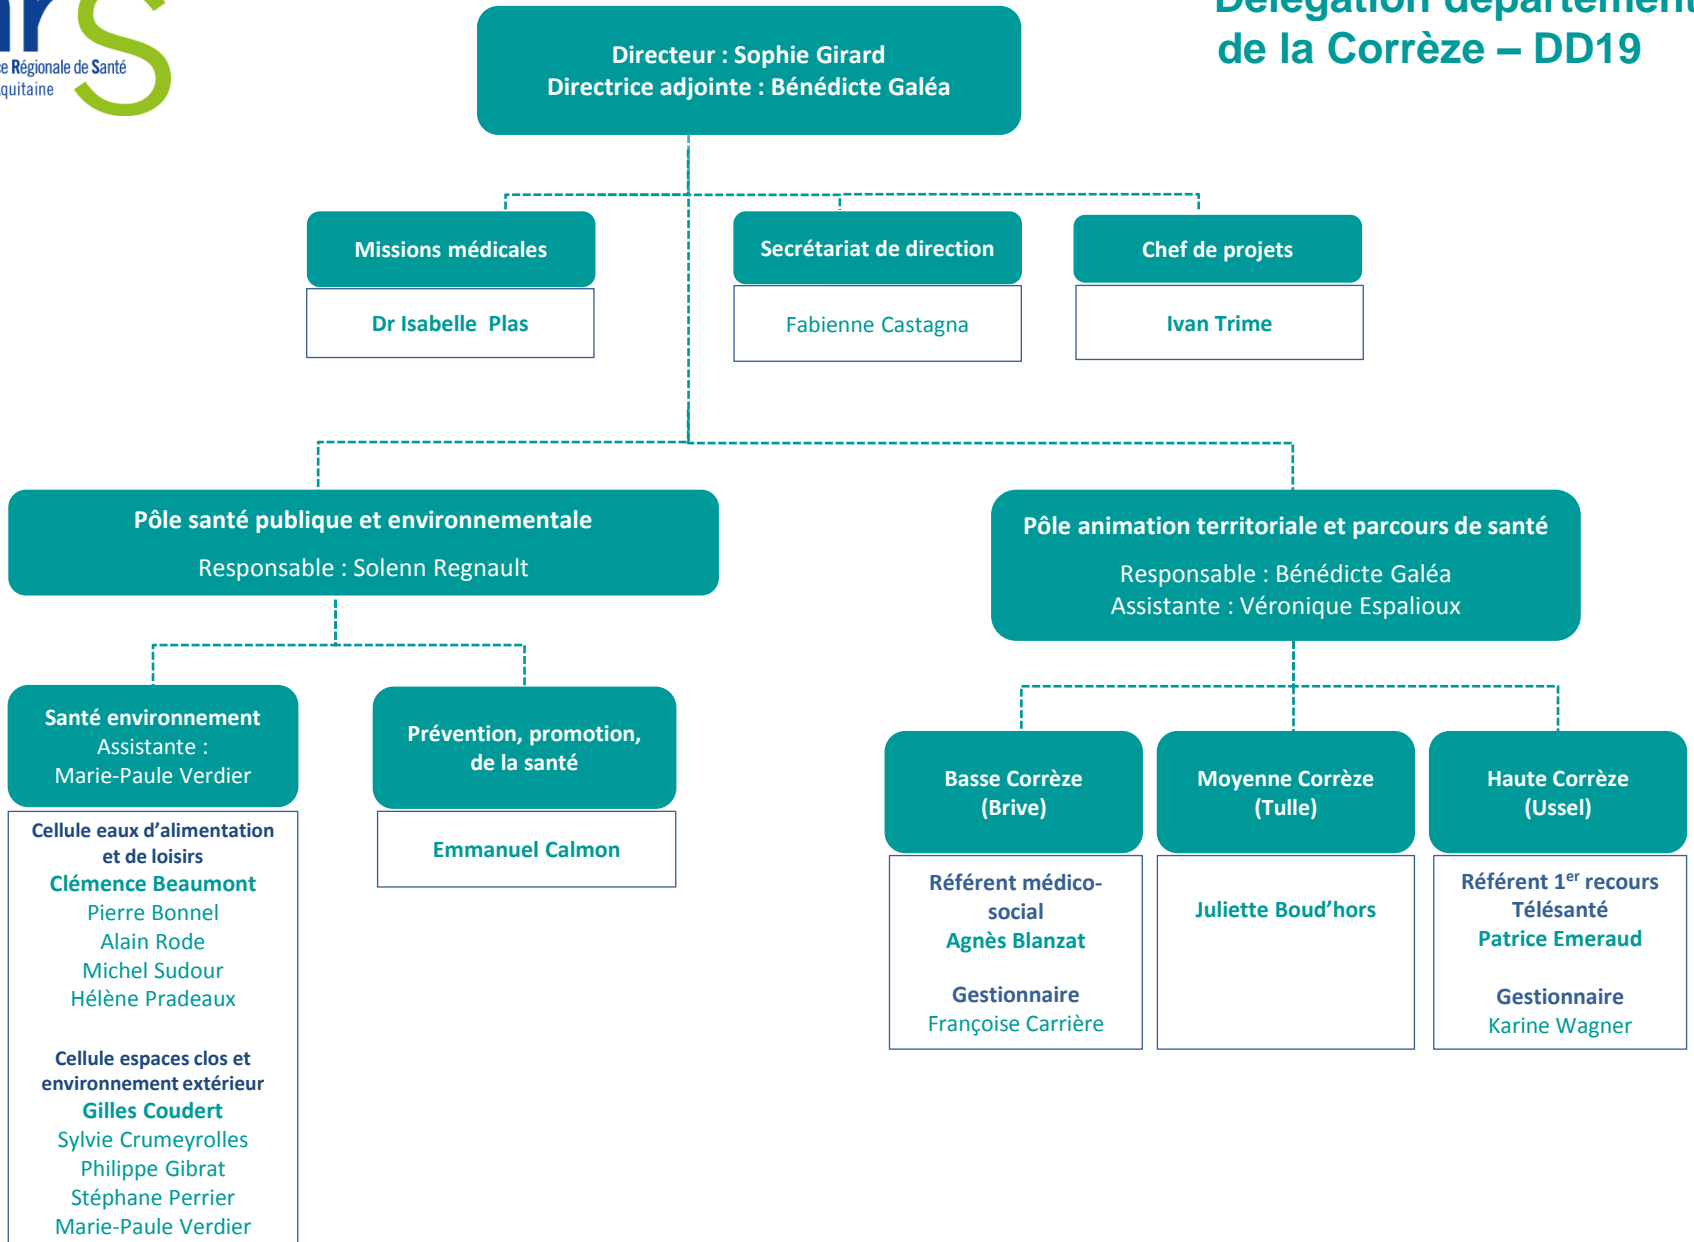 Régionale de Santé
Directeur : Sophie Girard
Directrice adjointe : Bénédicte Galéa
de la Corrèze – DD19
Missions médicales
Dr Isabelle Plas
Secrétariat de direction
Fabienne Castagna
Chef de projets
Ivan Trime
Pôle santé publique et environnementale
Responsable : Solenn Regnault
Pôle animation territoriale et parcours de santé
Responsable : Bénédicte Galéa
Assistante : Véronique Espalioux
Santé environnement
Assistante :
Marie-Paule Verdier
Cellule eaux d’alimentation
et de loisirs
Clémence Beaumont
Pierre Bonnel
Alain Rode
Michel Sudour
Hélène Pradeaux
Cellule espaces clos et
environnement extérieur
Gilles Coudert
Sylvie Crumeyrolles
Philippe Gibrat
Stéphane Perrier
Marie-Paule Verdier
Prévention, promotion,
de la santé
Emmanuel Calmon
Basse Corrèze
(Brive)
Référent médico-
social
Agnès Blanzat
Gestionnaire
Françoise Carrière
Moyenne Corrèze
(Tulle)
Juliette Boud’hors
Haute Corrèze
(Ussel)
Référent 1er recours
Télésanté
Patrice Emeraud
Gestionnaire
Karine Wagner